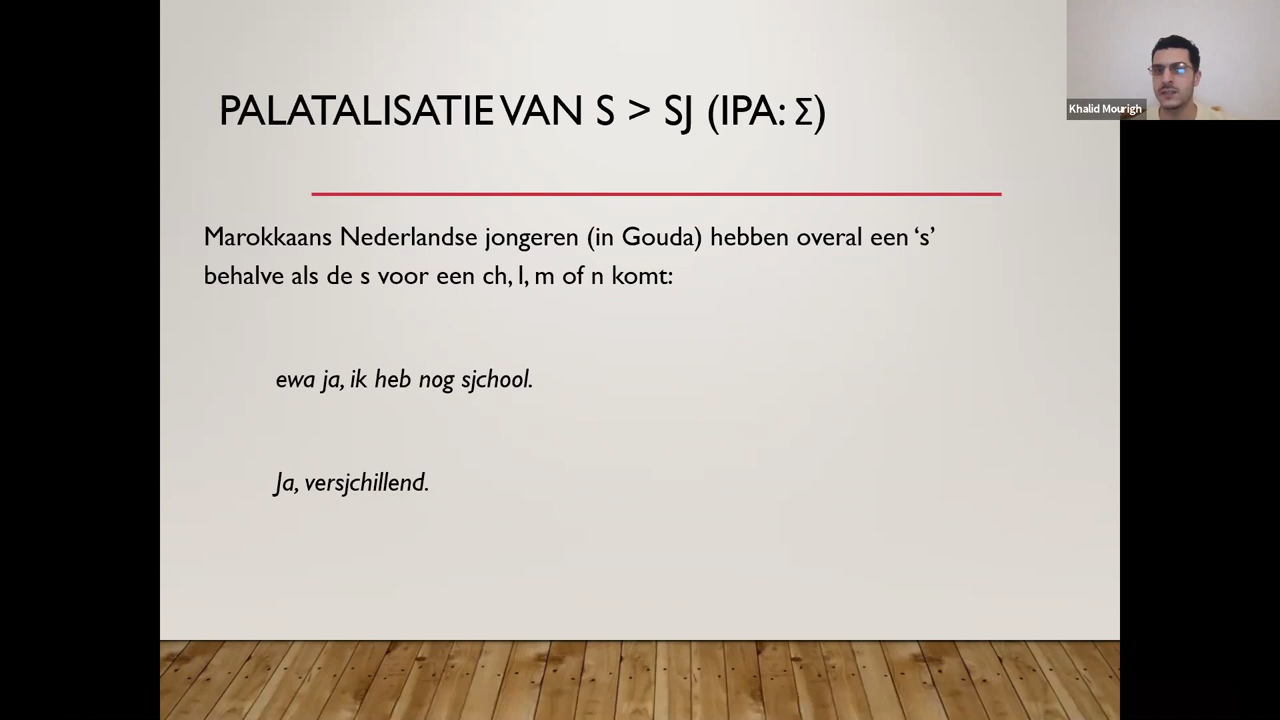 PALATALISATIE VAN S > SJ (IPA: Σ)
Khalid Mourigh
Marokkaans Nederlandse jongeren (in Gouda) hebben overal een ‘s’
behalve als de s voor een ch, l, m of n komt:
ewa ja, ik heb nog sjchool.
Ja, versjchillend.